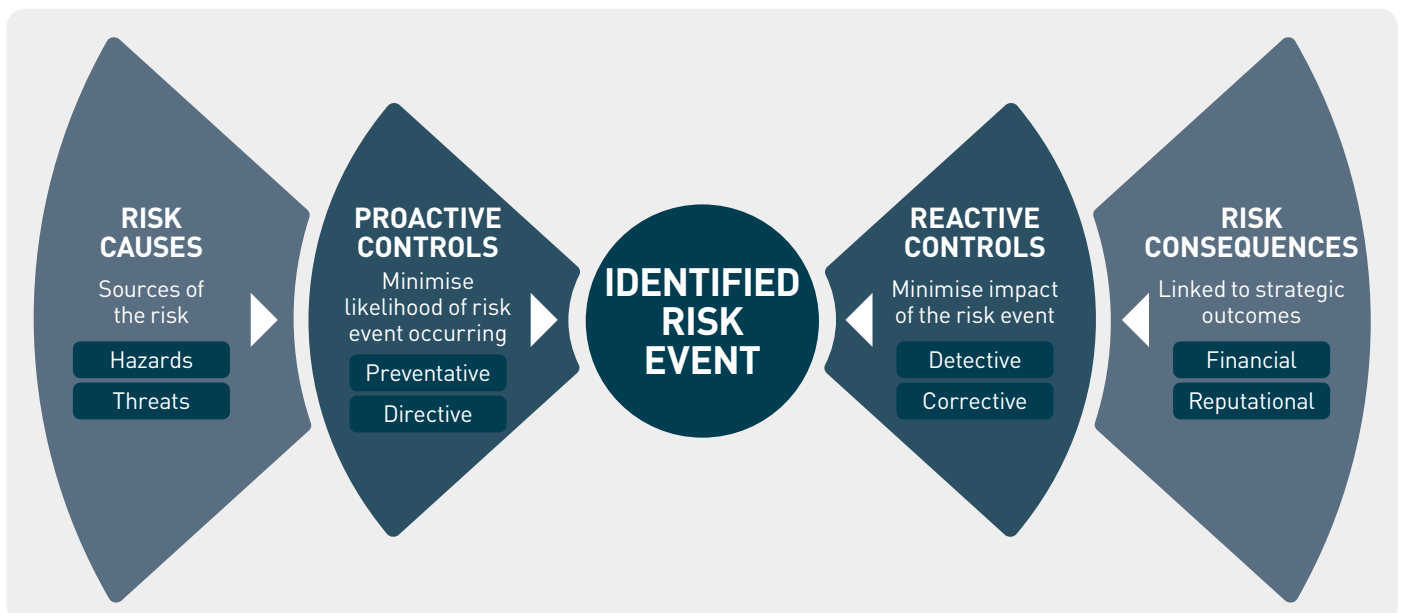 RISK
CAUSES
Sources of
the risk
Hazards
Threats
PROACTIVE
CONTROLS
Minimise
likelihood of risk
event occurring
Preventative
Directive
IDENTIFIED
RISK
EVENT
REACTIVE
CONTROLS
Minimise impact
of the risk event
Detective
Corrective
RISK
CONSEQUENCES
Linked to strategic
outcomes
Financial
Reputational